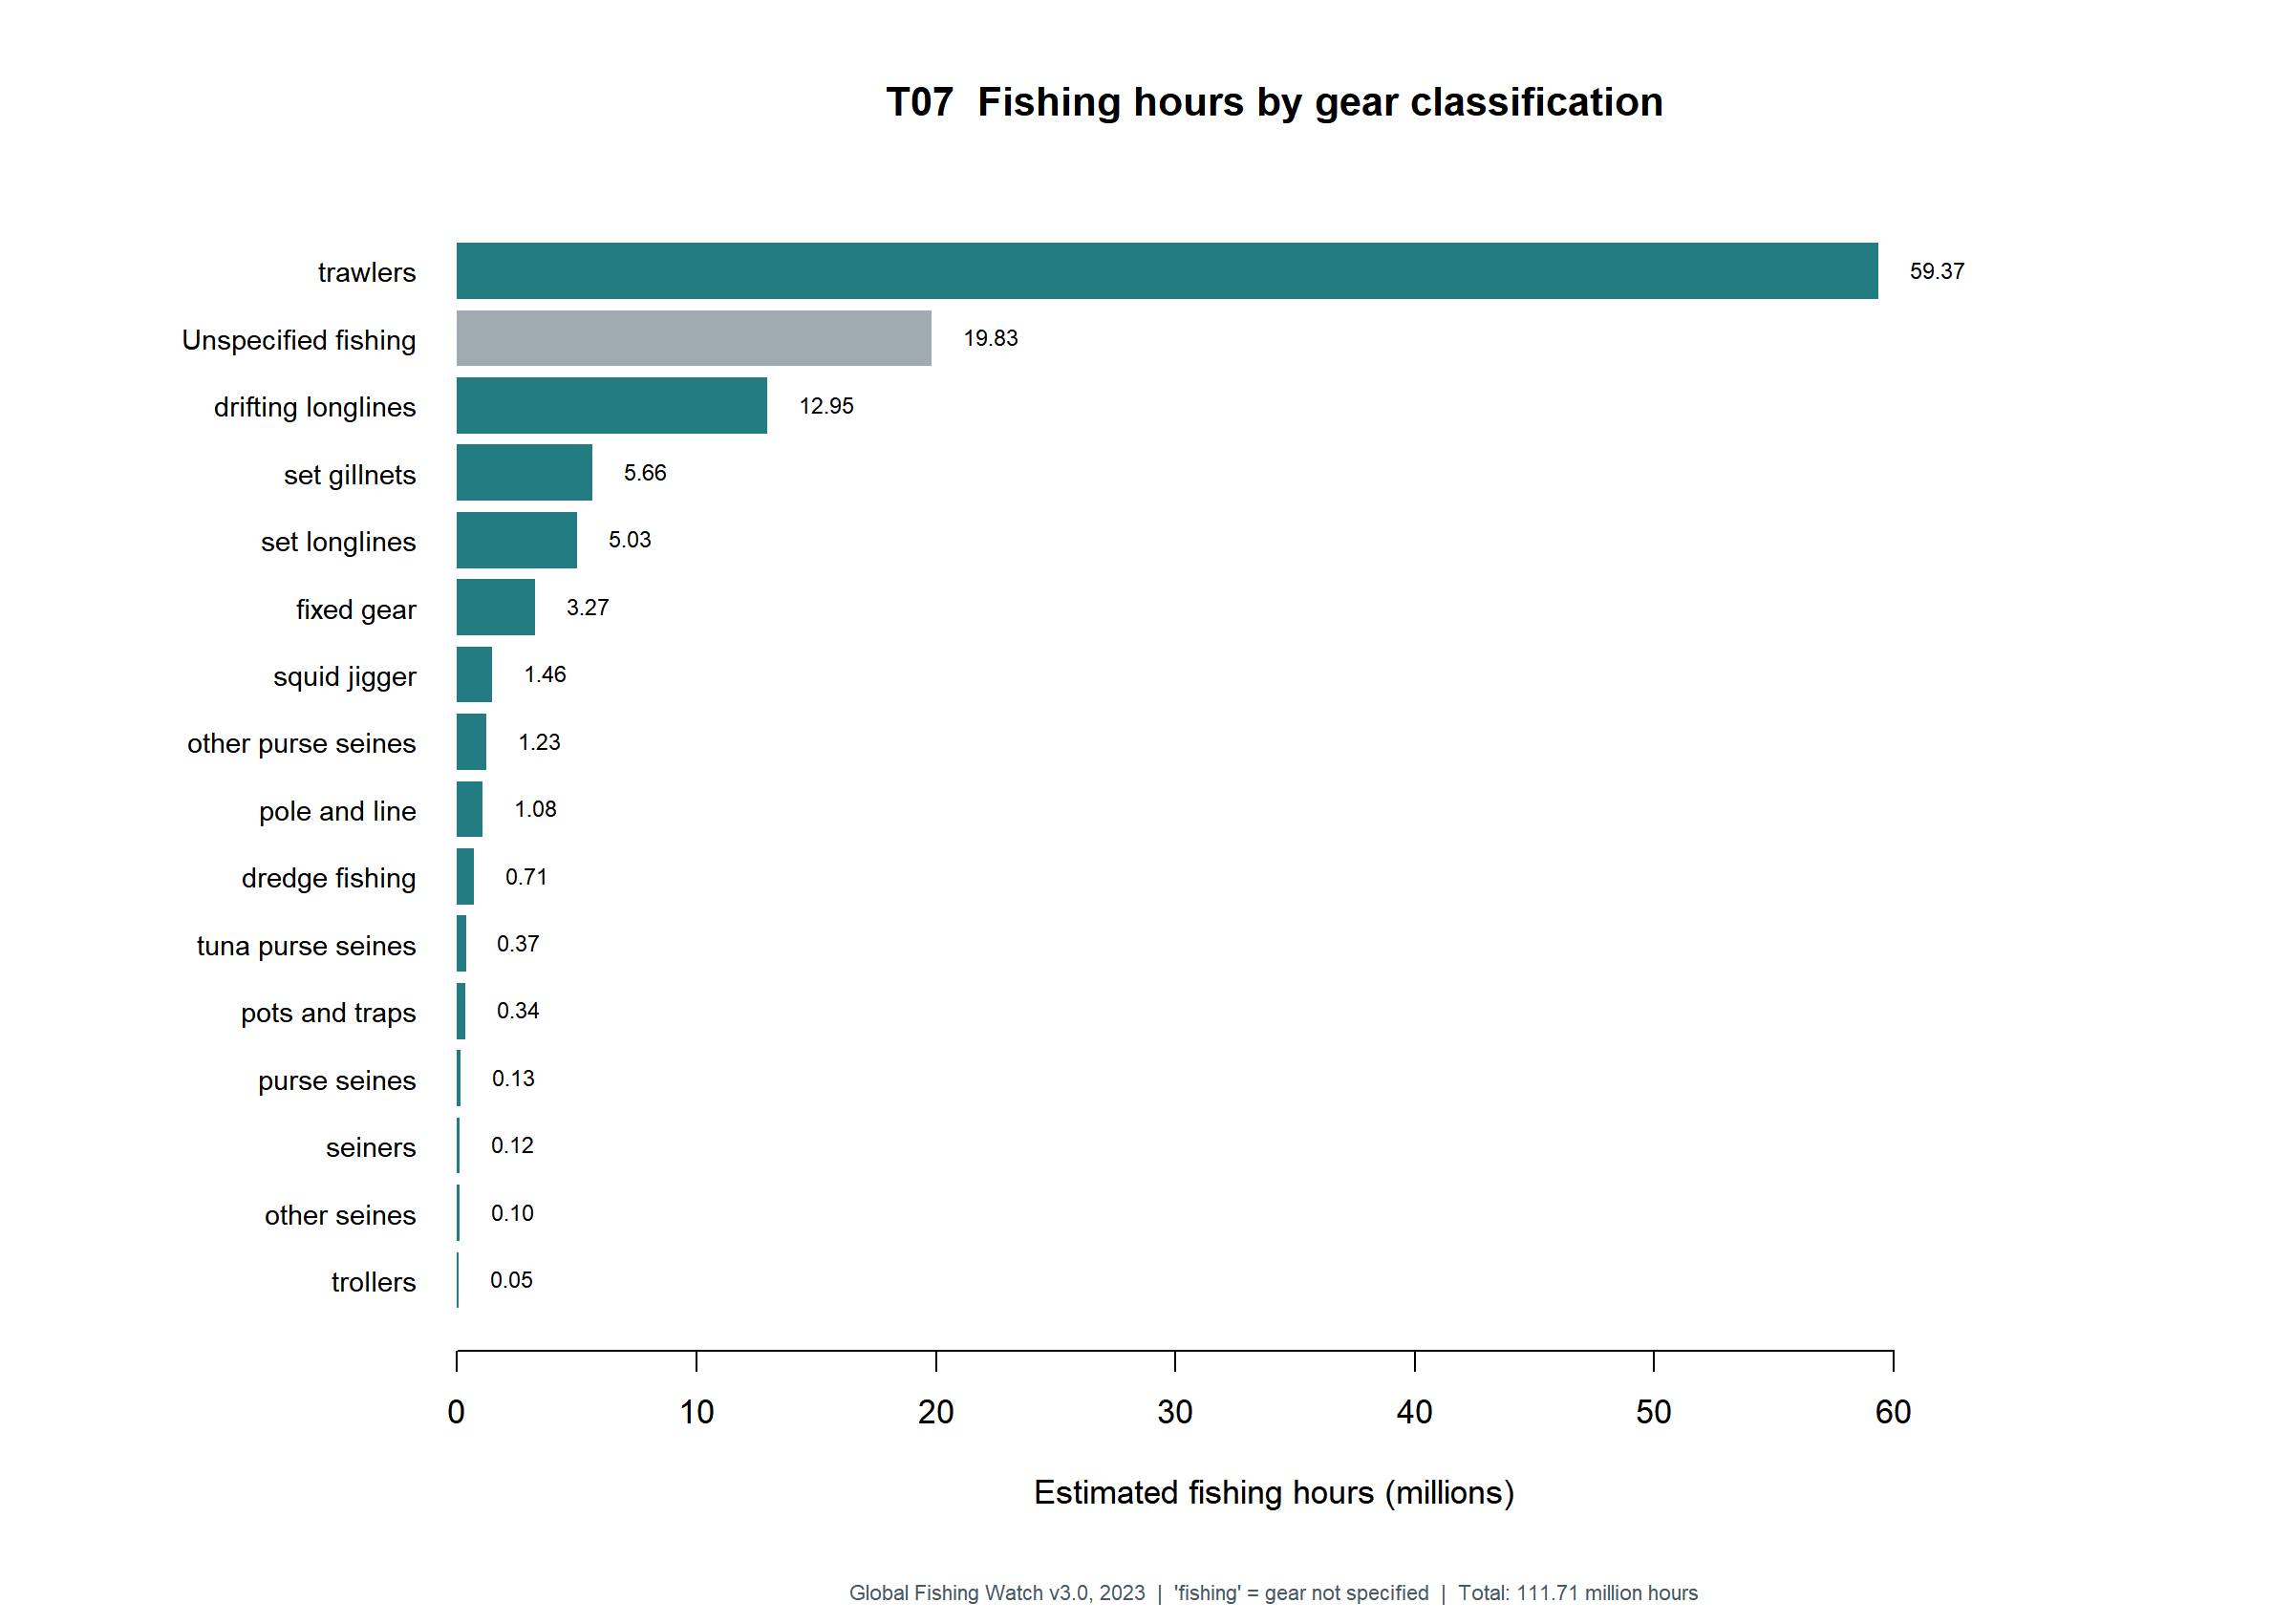 T07  Fishing hours by gear classification
trawlers 59.37
Unspecified fishing 19.83
drifting longlines 12.95
set gillnets 5.66
set longlines 5.03
fixed gear 3.27
squid jigger 1.46
other purse seines 1.23
pole and line 1.08
dredge fishing 0.71
tuna purse seines 0.37
pots and traps 0.34
purse seines 0.13
seiners 0.12
other seines 0.10
trollers 0.05
0 10 20 30 40 50 60
Estimated fishing hours (millions)
Global Fishing Watch v3.0, 2023 | 'fishing' = gear not specified | Total: 111.71 million hours